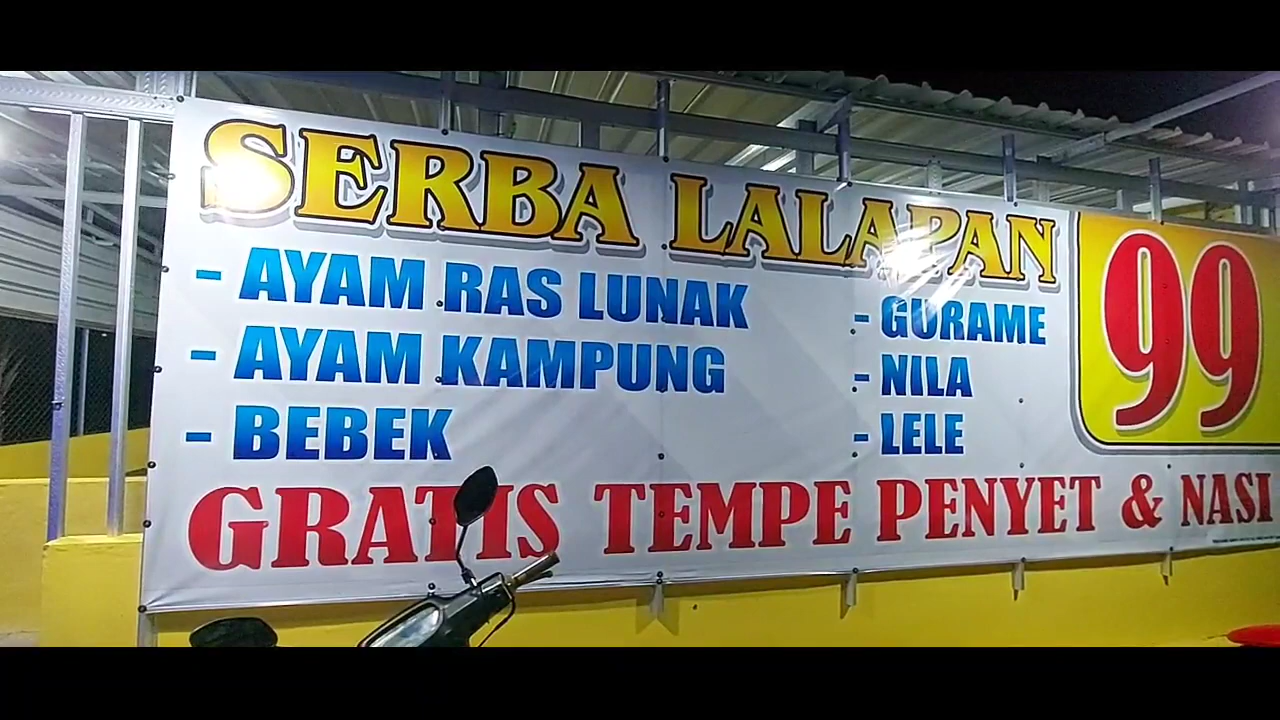 SERBA LALAPAN
- AYAM RAS LUNAK
- AYAM KAMPUNG
- BEBEK
- GURAME
- NILA
- LELE
99
GRATIS TEMPE PENYET & NASI